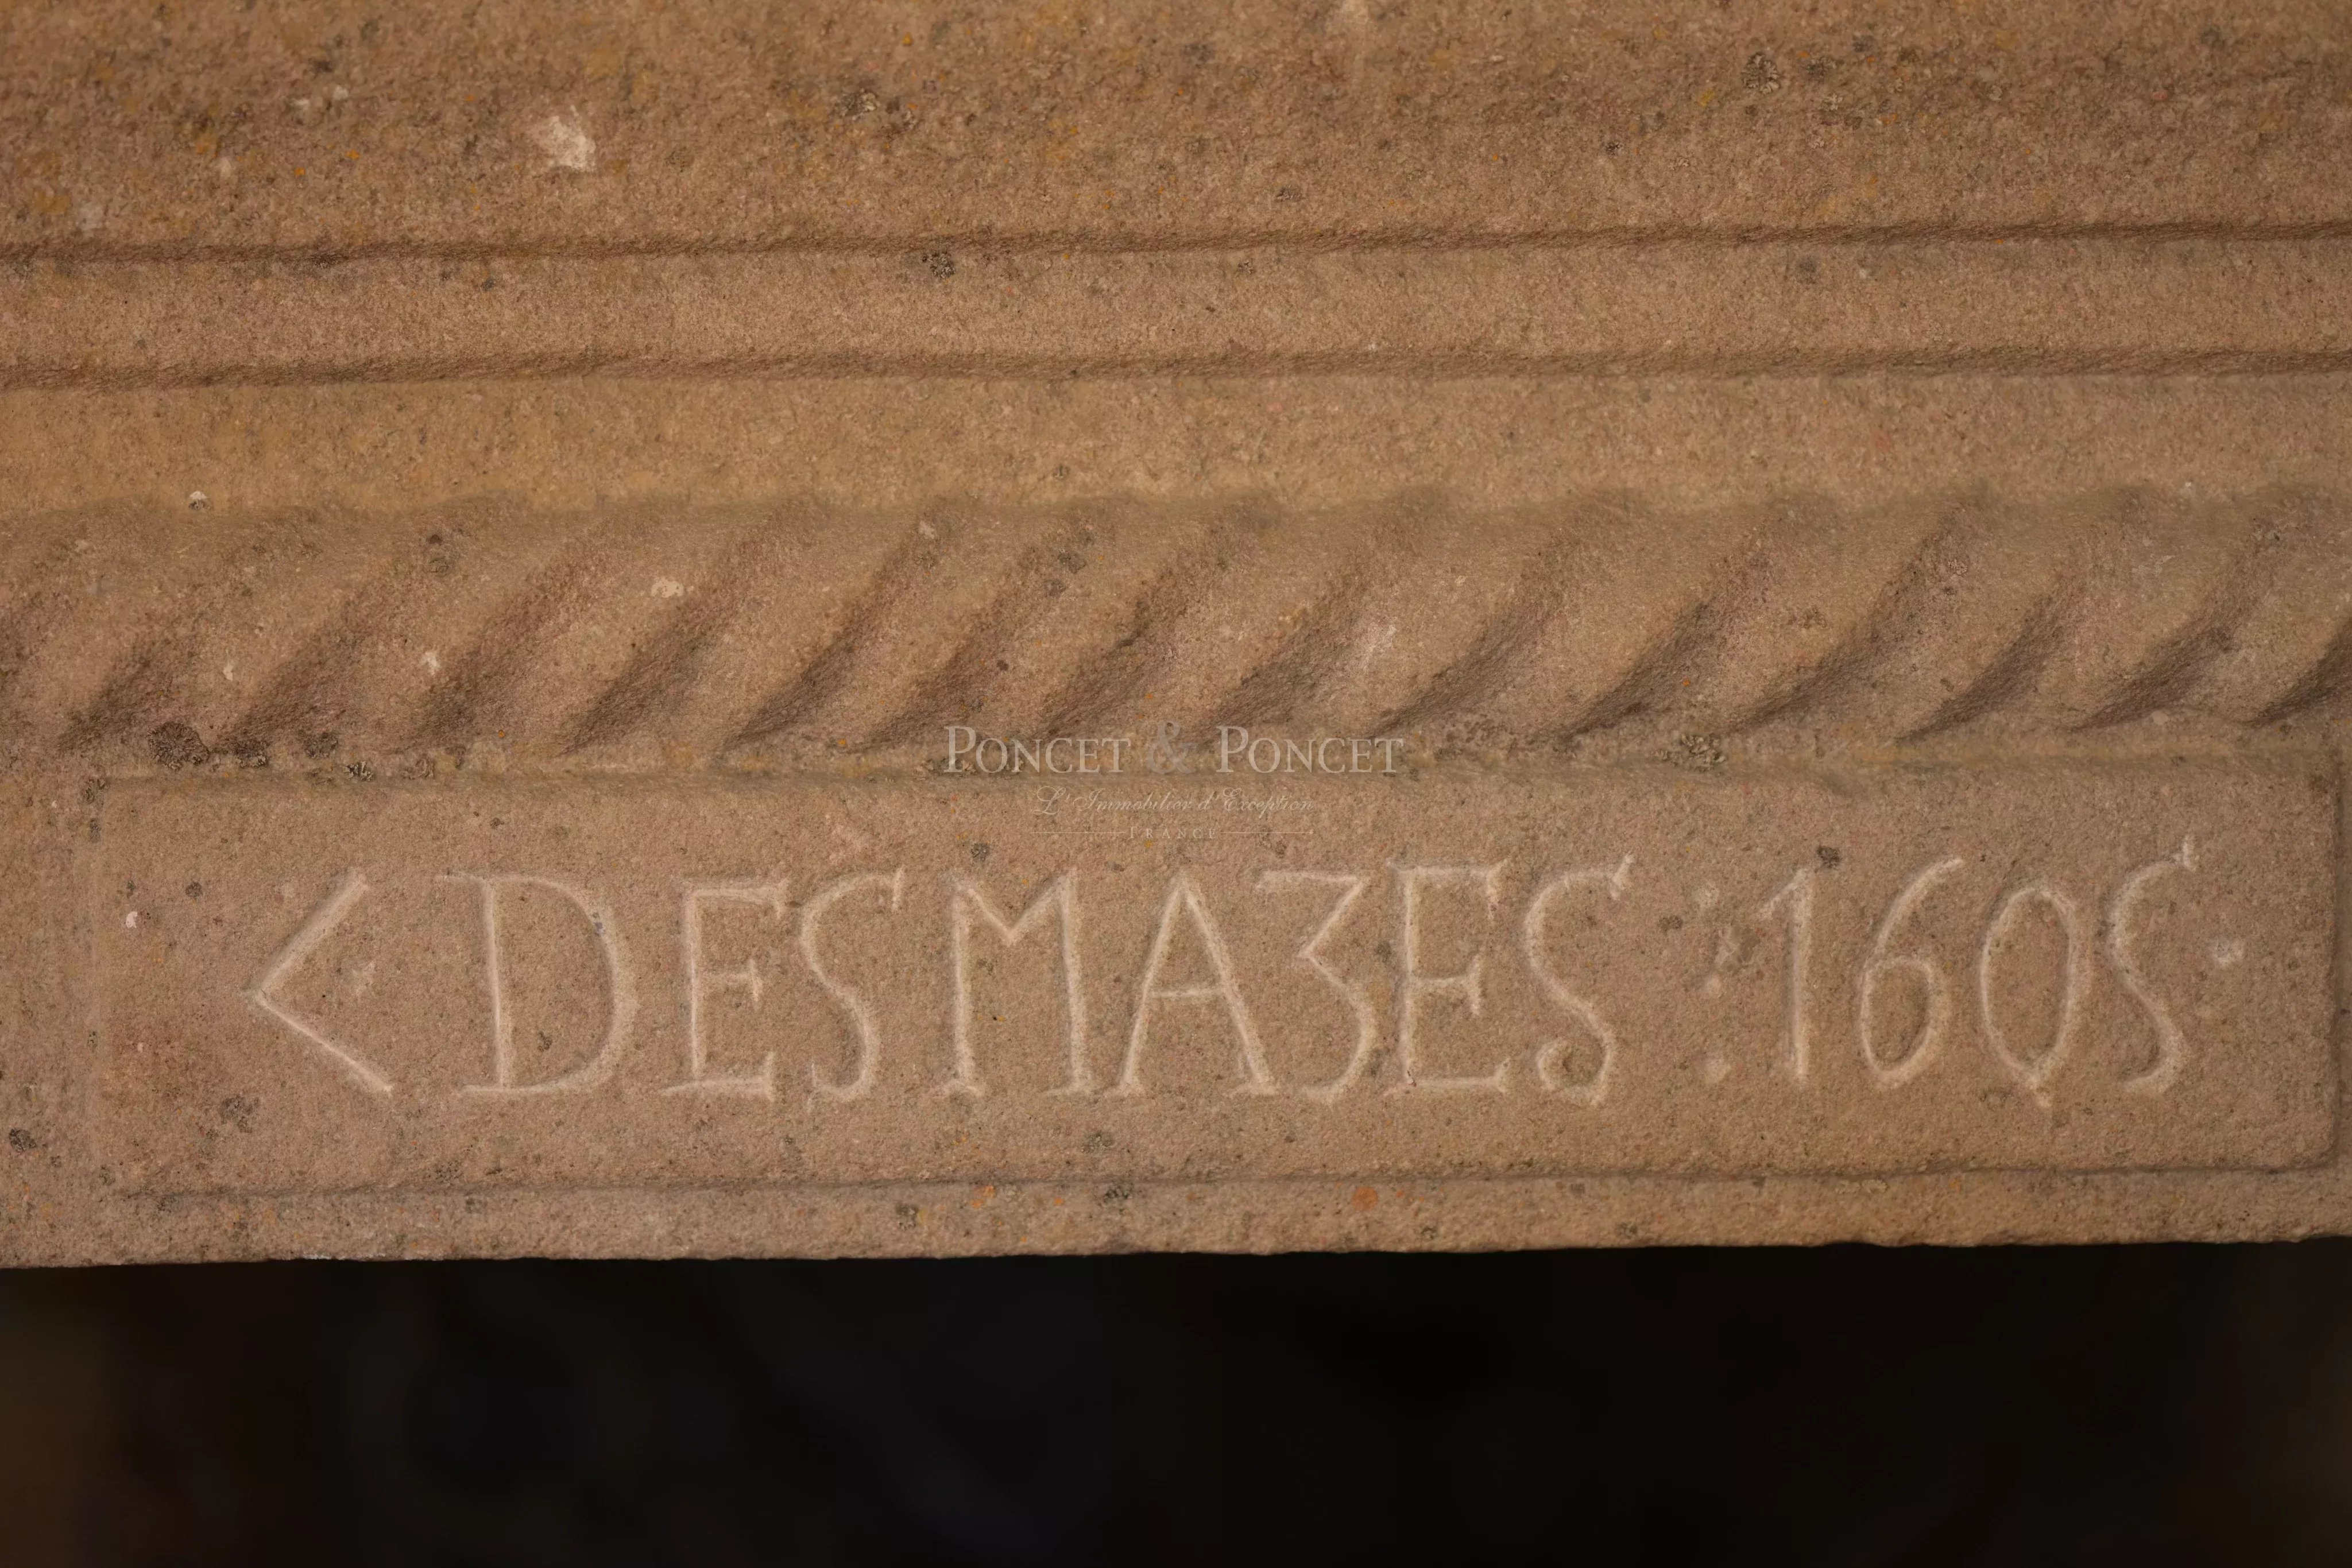 PONCET & PONCET
L'Immobilier d'Exception
FRANCE
< DESMAZES : 1605 ·